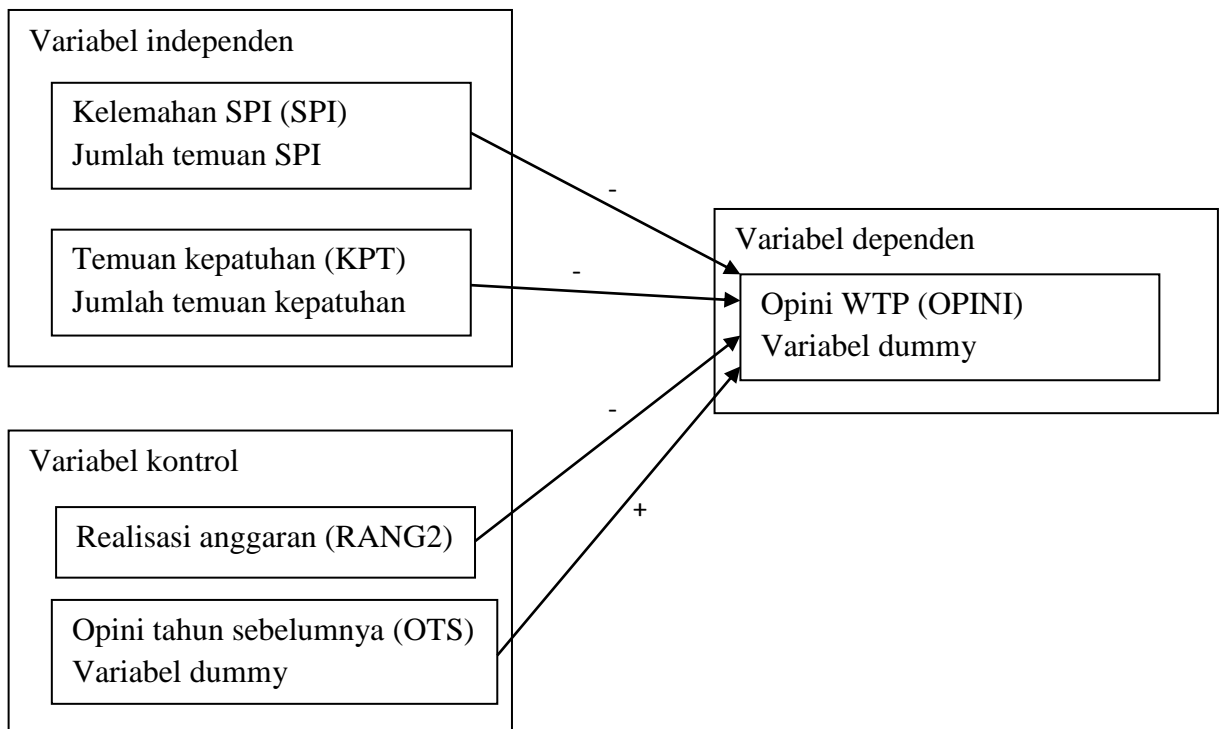 Variabel independen
Kelemahan SPI (SPI)
Jumlah temuan SPI
-
Temuan kepatuhan (KPT)
Jumlah temuan kepatuhan
-
Variabel dependen
Opini WTP (OPINI)
Variabel dummy
-
Variabel kontrol
Realisasi anggaran (RANG2)
+
Opini tahun sebelumnya (OTS)
Variabel dummy